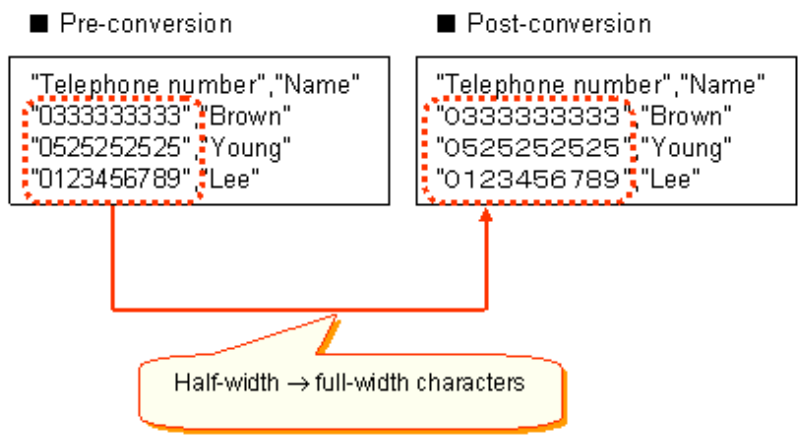 ■ Pre-conversion
"Telephone number","Name"
"0333333333","Brown"
"0525252525","Young"
"0123456789","Lee"
■ Post-conversion
"Telephone number","Name"
"０３３３３３３３３３","Brown"
"０５２５２５２５２５","Young"
"０１２３４５６７８９","Lee"
Half-width → full-width characters